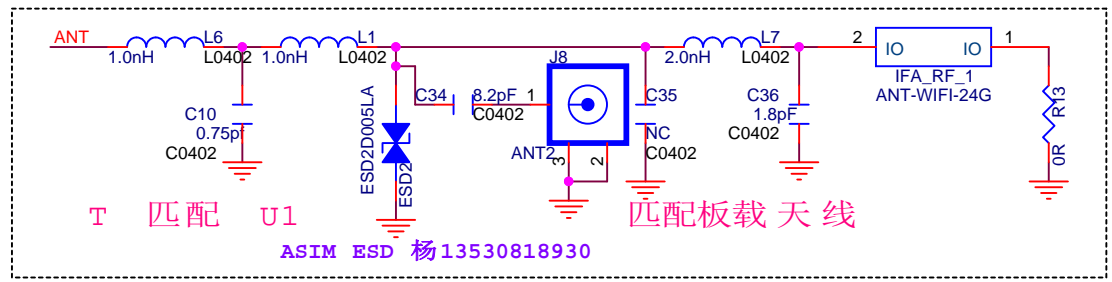 ANT
L6
1.0nH
L0402
L1
1.0nH
L0402
L7
2.0nH
L0402
2
IO
IO
1
IFA_RF_1
ANT-WIFI-24G
J8
C34
8.2pF
1
C0402
C35
NC
C0402
C36
1.8pF
C0402
C10
0.75pf
C0402
ESD2D005LA
ESD2
ANT2
3
2
R13
0R
T 匹配 U1
匹配板载天线
ASIM ESD 杨13530818930